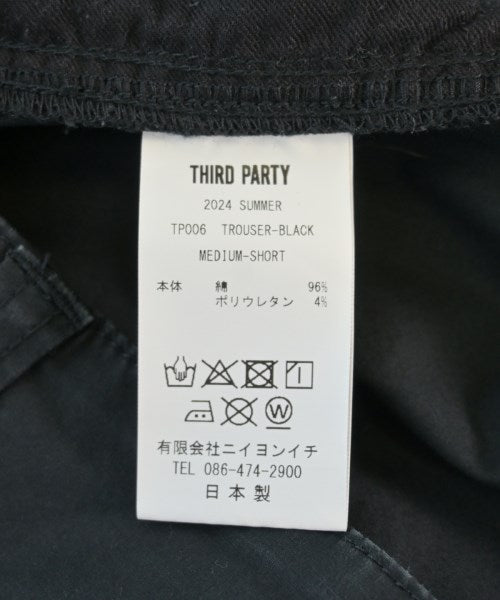 THIRD PARTY
2024 SUMMER
TP006 TROUSER-BLACK
MEDIUM-SHORT
本体 綿 96%
ポリウレタン 4%
W
有限会社ニイヨンイチ
TEL 086-474-2900
日本製